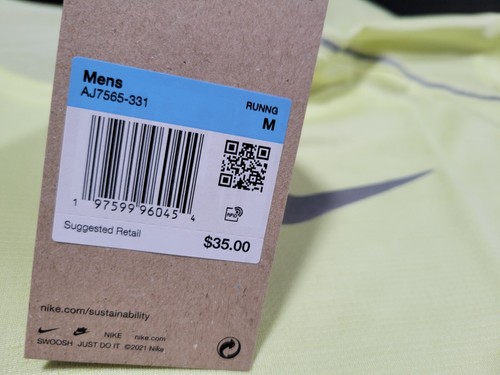 Mens
AJ7565-331
RUNNG
M
1 97599 96045 4
RFID
Suggested Retail
$35.00
nike.com/sustainability
NIKE nike.com
SWOOSH JUST DO IT ©2021 Nike